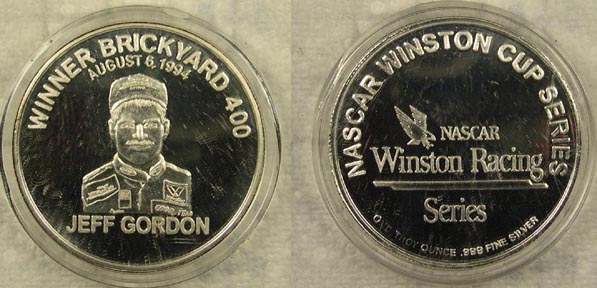 WINNER BRICKYARD 400
AUGUST 6, 1994
JEFF GORDON
NASCAR WINSTON CUP SERIES
NASCAR
Winston Racing
Series
ONE TROY OUNCE .999 FINE SILVER